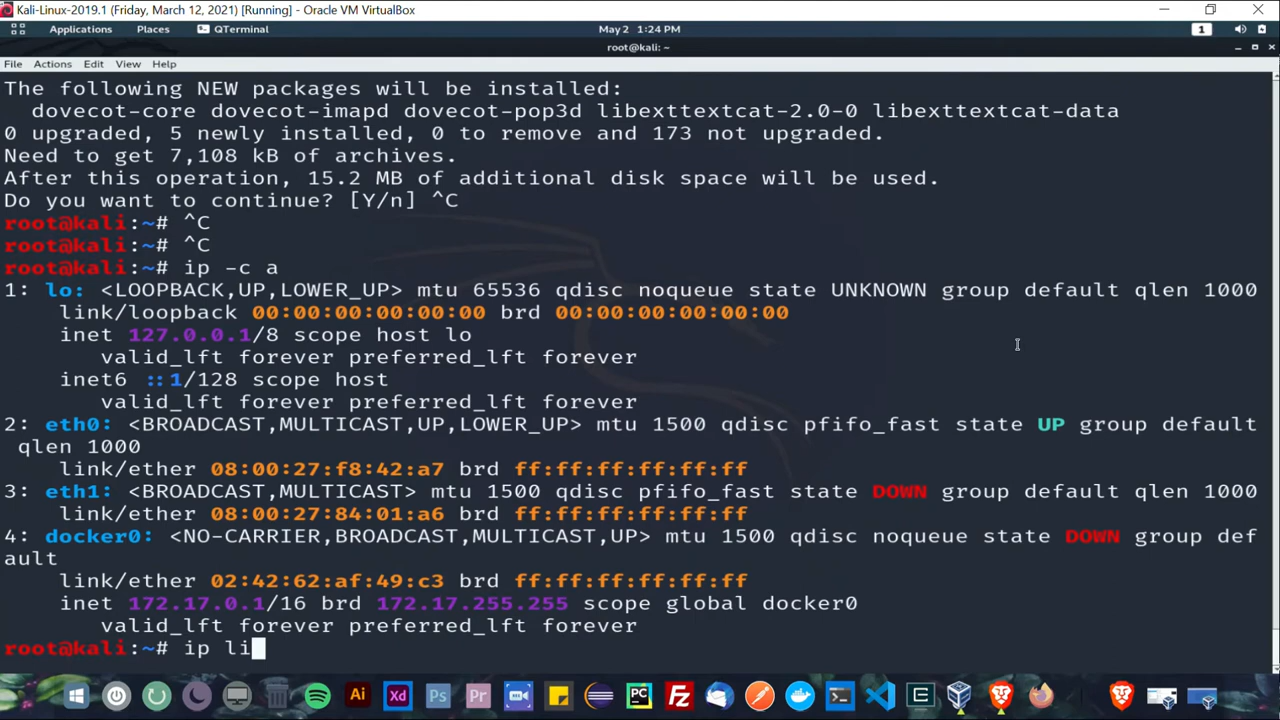 Kali-Linux-2019.1 (Friday, March 12, 2021) [Running] - Oracle VM VirtualBox
Applications Places QTerminal May 2 1:24 PM 1
root@kali: ~
File Actions Edit View Help
The following NEW packages will be installed:
dovecot-core dovecot-imapd dovecot-pop3d libexttextcat-2.0-0 libexttextcat-data
0 upgraded, 5 newly installed, 0 to remove and 173 not upgraded.
Need to get 7,108 kB of archives.
After this operation, 15.2 MB of additional disk space will be used.
Do you want to continue? [Y/n] ^C
root@kali:~# ^C
root@kali:~# ^C
root@kali:~# ip -c a
1: lo: <LOOPBACK,UP,LOWER_UP> mtu 65536 qdisc noqueue state UNKNOWN group default qlen 1000
link/loopback 00:00:00:00:00:00 brd 00:00:00:00:00:00
inet 127.0.0.1/8 scope host lo
valid_lft forever preferred_lft forever
inet6 ::1/128 scope host
valid_lft forever preferred_lft forever
2: eth0: <BROADCAST,MULTICAST,UP,LOWER_UP> mtu 1500 qdisc pfifo_fast state UP group default
qlen 1000
link/ether 08:00:27:f8:42:a7 brd ff:ff:ff:ff:ff:ff
3: eth1: <BROADCAST,MULTICAST> mtu 1500 qdisc pfifo_fast state DOWN group default qlen 1000
link/ether 08:00:27:84:01:a6 brd ff:ff:ff:ff:ff:ff
4: docker0: <NO-CARRIER,BROADCAST,MULTICAST,UP> mtu 1500 qdisc noqueue state DOWN group def
ault
link/ether 02:42:62:af:49:c3 brd ff:ff:ff:ff:ff:ff
inet 172.17.0.1/16 brd 172.17.255.255 scope global docker0
valid_lft forever preferred_lft forever
root@kali:~# ip li
Ai Xd Ps Pr PC FZ